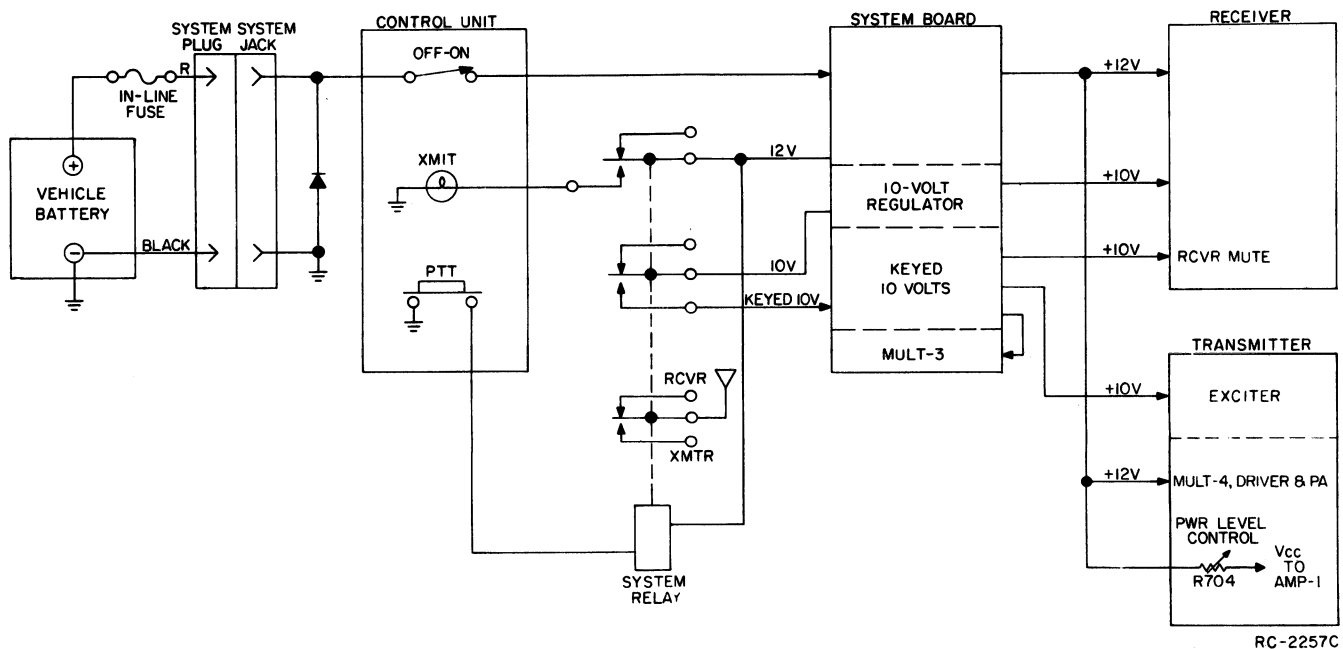 SYSTEM PLUG
SYSTEM JACK
CONTROL UNIT
SYSTEM BOARD
RECEIVER
OFF-ON
R
IN-LINE
FUSE
+12V
+
VEHICLE
BATTERY
−
BLACK
XMIT
12V
10-VOLT
REGULATOR
+10V
PTT
10V
KEYED 10V
KEYED
10 VOLTS
+10V
RCVR MUTE
MULT-3
TRANSMITTER
RCVR
XMTR
+10V
EXCITER
+12V
MULT-4, DRIVER & PA
PWR LEVEL
CONTROL
R704
Vcc
TO
AMP-1
SYSTEM
RELAY
RC-2257C